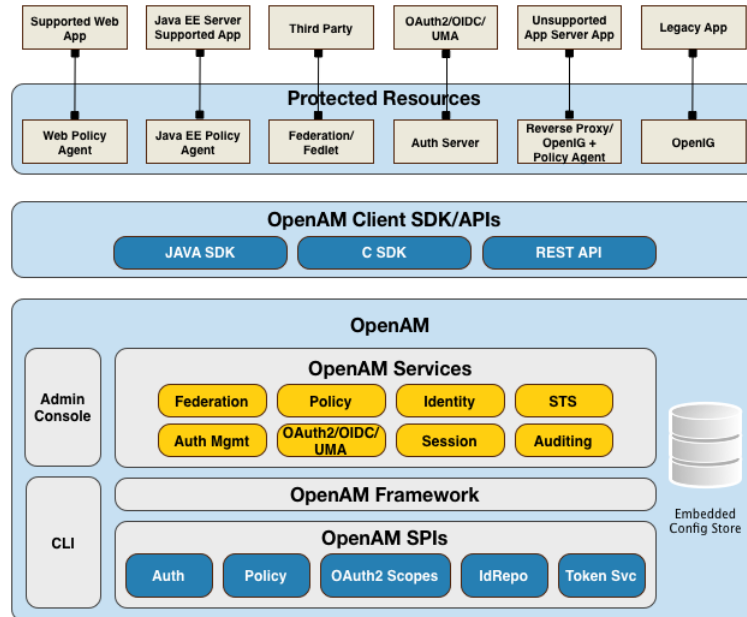 Supported Web
App
Java EE Server
Supported App
Third Party
OAuth2/OIDC/
UMA
Unsupported
App Server App
Legacy App
Protected Resources
Web Policy
Agent
Java EE Policy
Agent
Federation/
Fedlet
Auth Server
Reverse Proxy/
OpenIG +
Policy Agent
OpenIG
OpenAM Client SDK/APIs
JAVA SDK
C SDK
REST API
OpenAM
Admin
Console
OpenAM Services
Federation
Policy
Identity
STS
Auth Mgmt
OAuth2/OIDC/
UMA
Session
Auditing
Embedded
Config Store
CLI
OpenAM Framework
OpenAM SPIs
Auth
Policy
OAuth2 Scopes
IdRepo
Token Svc